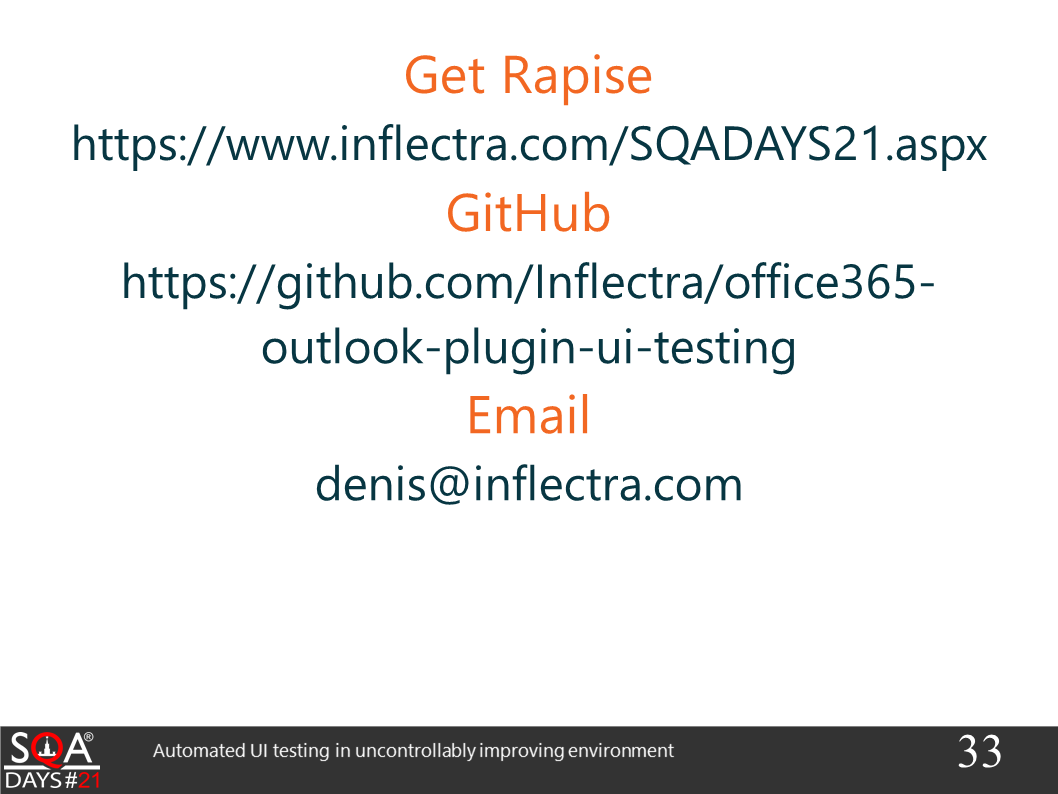 Get Rapise
https://www.inflectra.com/SQADAYS21.aspx
GitHub
https://github.com/Inflectra/office365-
outlook-plugin-ui-testing
Email
denis@inflectra.com
SQA®
DAYS#21
Automated UI testing in uncontrollably improving environment
33